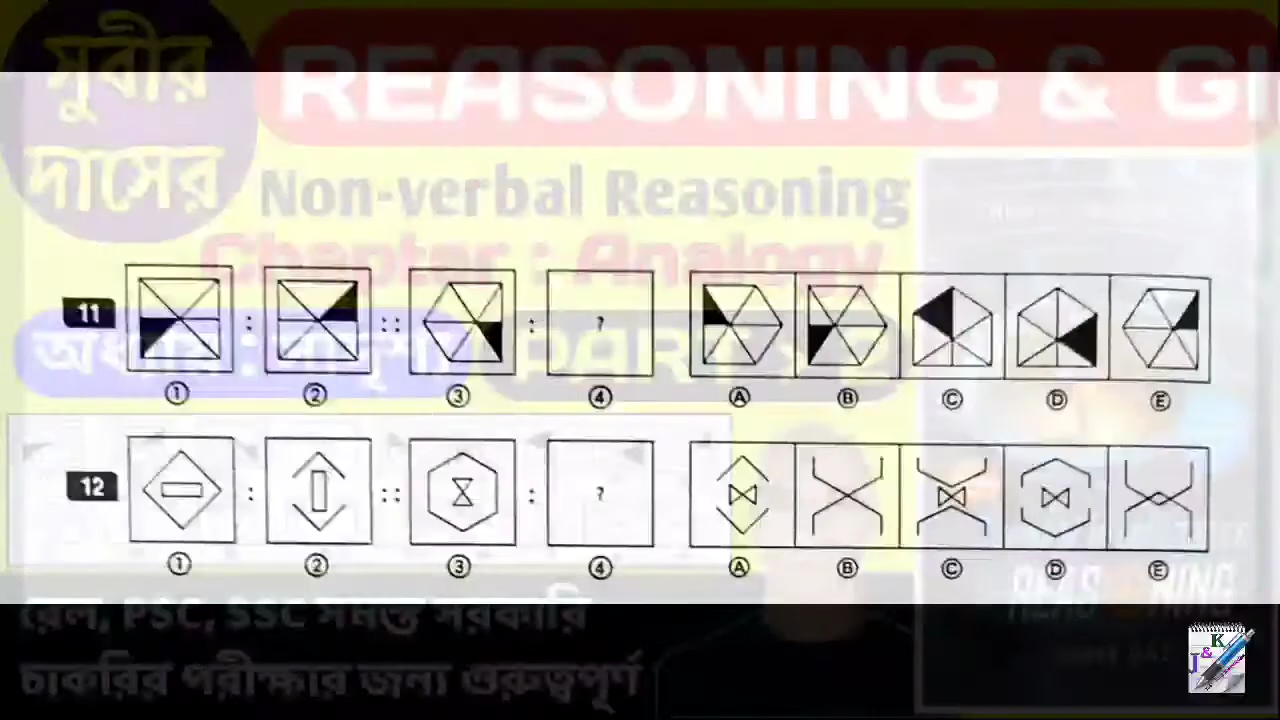 সুবীর
দাসের
REASONING & GI
Non-verbal Reasoning
Chapter : Analogy
11
: :: : ?
1 2 3 4 A B C D E
12
: :: : ?
1 2 3 4 A B C D E
রেল, PSC, SSC সমস্ত সরকারি
চাকরির পরীক্ষার জন্য গুরুত্বপূর্ণ
J & K